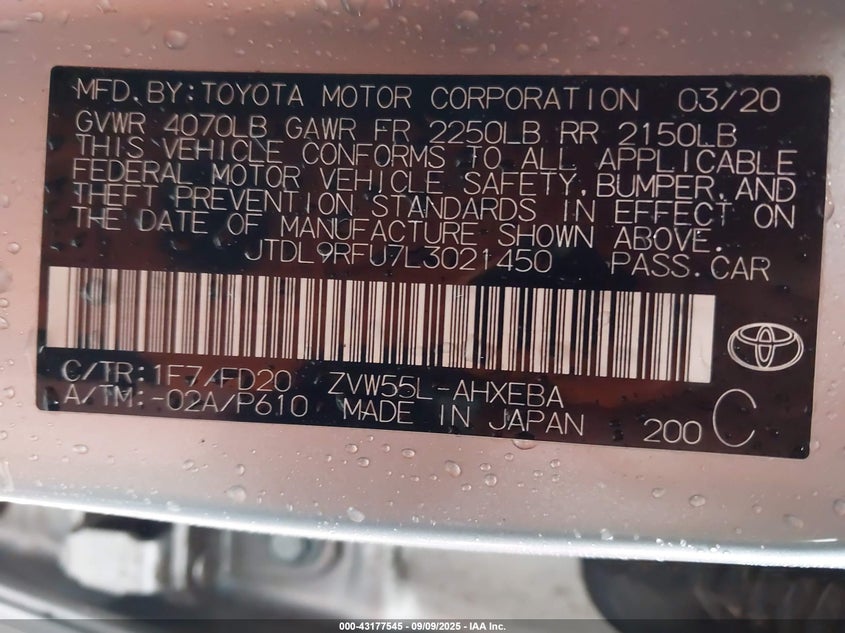 MFD.BY:TOYOTA MOTOR CORPORATION 03/20
GVWR 4070LB GAWR FR 2250LB RR 2150LB
THIS VEHICLE CONFORMS TO ALL APPLICABLE
FEDERAL MOTOR VEHICLE SAFETY,BUMPER,AND
THEFT PREVENTION STANDARDS IN EFFECT ON
THE DATE OF MANUFACTURE SHOWN ABOVE.
JTDL9RFU7L3021450 PASS.CAR
C/TR:1F7/FD20 ZVW55L-AHXEBA
A/TM:-02A/P610 MADE IN JAPAN 200 C
000-43177545 - 09/09/2025 - IAA Inc.